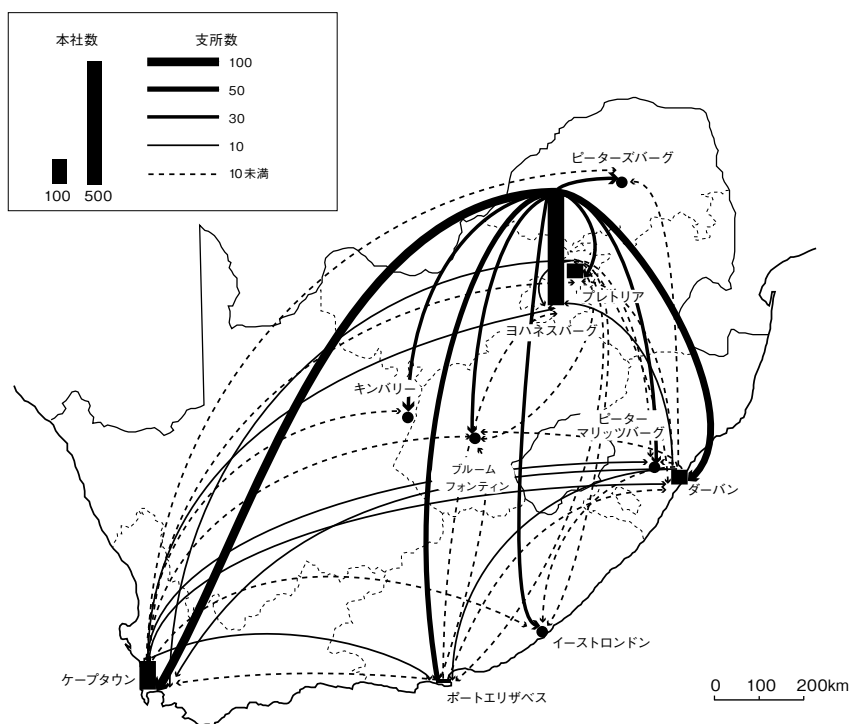 本社数
支所数
100
500
100
50
30
10
10未満
ピーターズバーグ
プレトリア
ヨハネスバーグ
キンバリー
ピーター
マリッツバーグ
ブルーム
フォンティン
ダーバン
イーストロンドン
ケープタウン
ポートエリザベス
0 100 200km